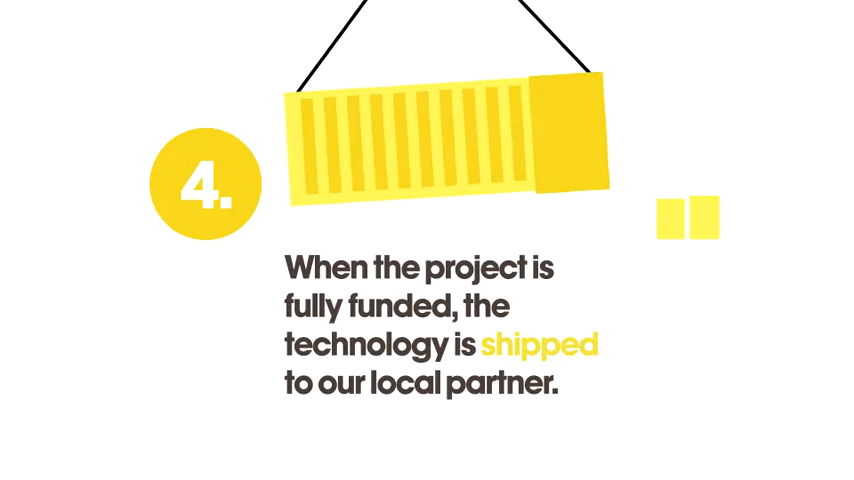 4.
When the project is
fully funded, the
technology is shipped
to our local partner.